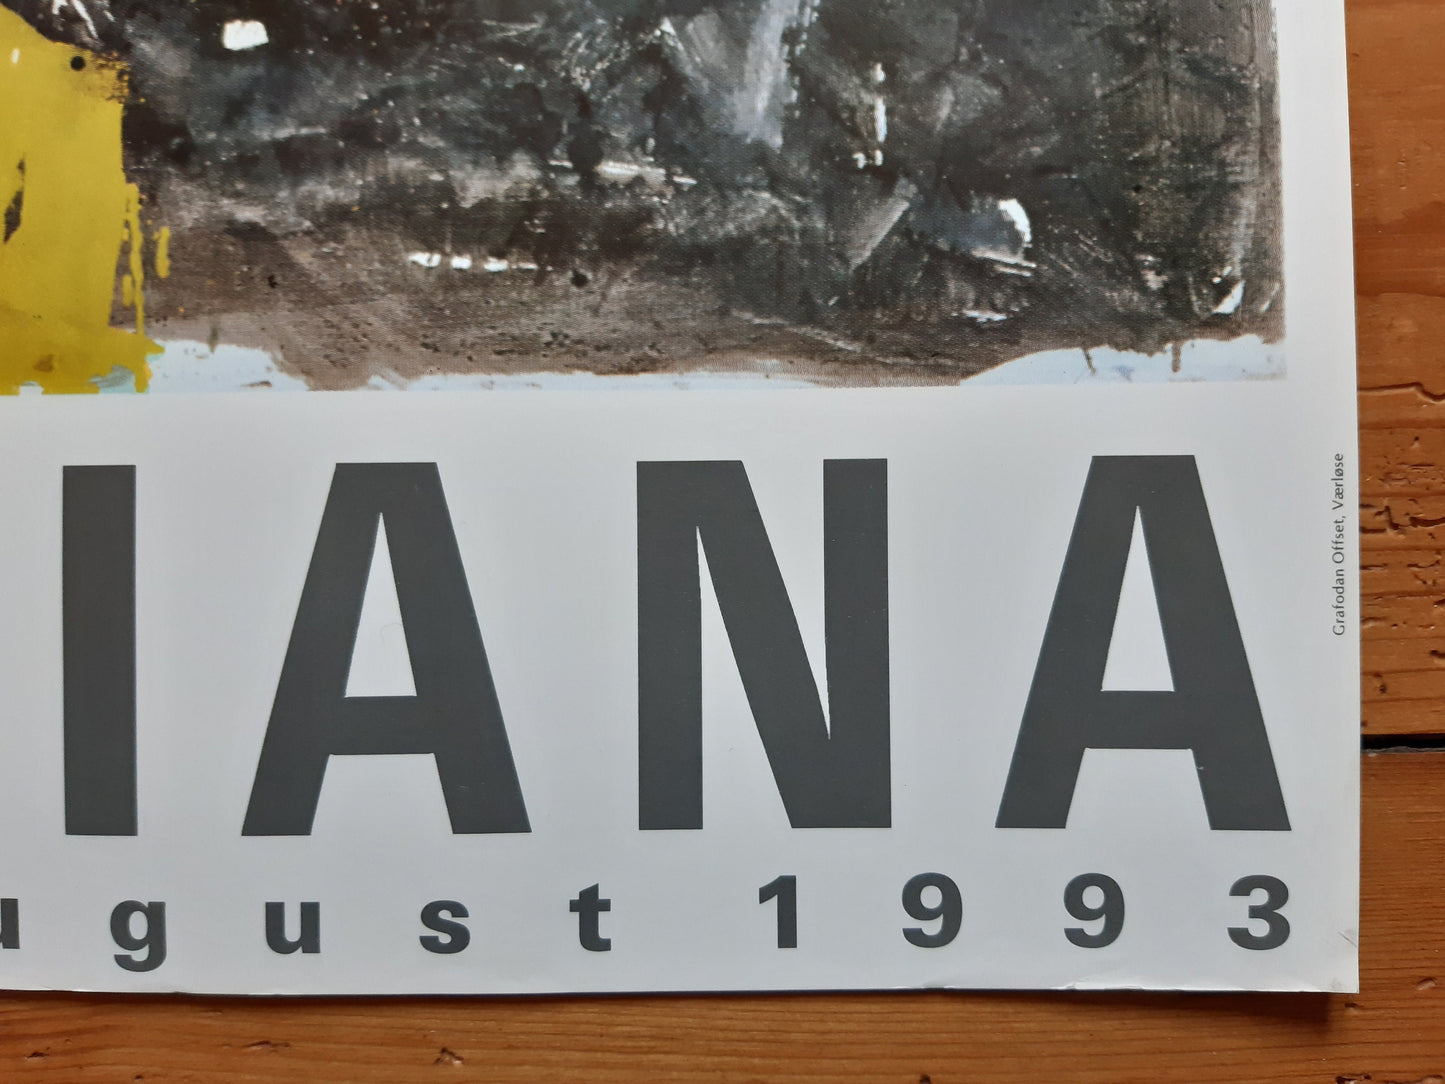 IANA
ugust 1993
Grafodan Offset, Værløse